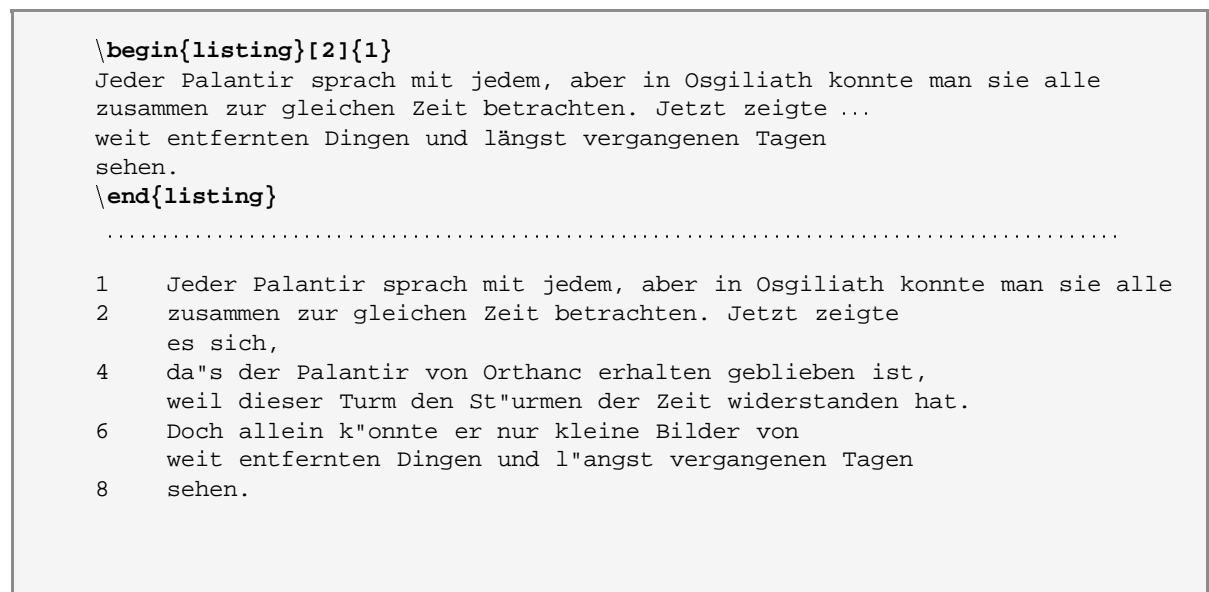 \begin{listing}[2]{1}
Jeder Palantir sprach mit jedem, aber in Osgiliath konnte man sie alle
zusammen zur gleichen Zeit betrachten. Jetzt zeigte ...
weit entfernten Dingen und längst vergangenen Tagen
sehen.
\end{listing}
1 Jeder Palantir sprach mit jedem, aber in Osgiliath konnte man sie alle
2 zusammen zur gleichen Zeit betrachten. Jetzt zeigte
es sich,
4 da"s der Palantir von Orthanc erhalten geblieben ist,
weil dieser Turm den St"urmen der Zeit widerstanden hat.
6 Doch allein k"onnte er nur kleine Bilder von
weit entfernten Dingen und l"angst vergangenen Tagen
8 sehen.